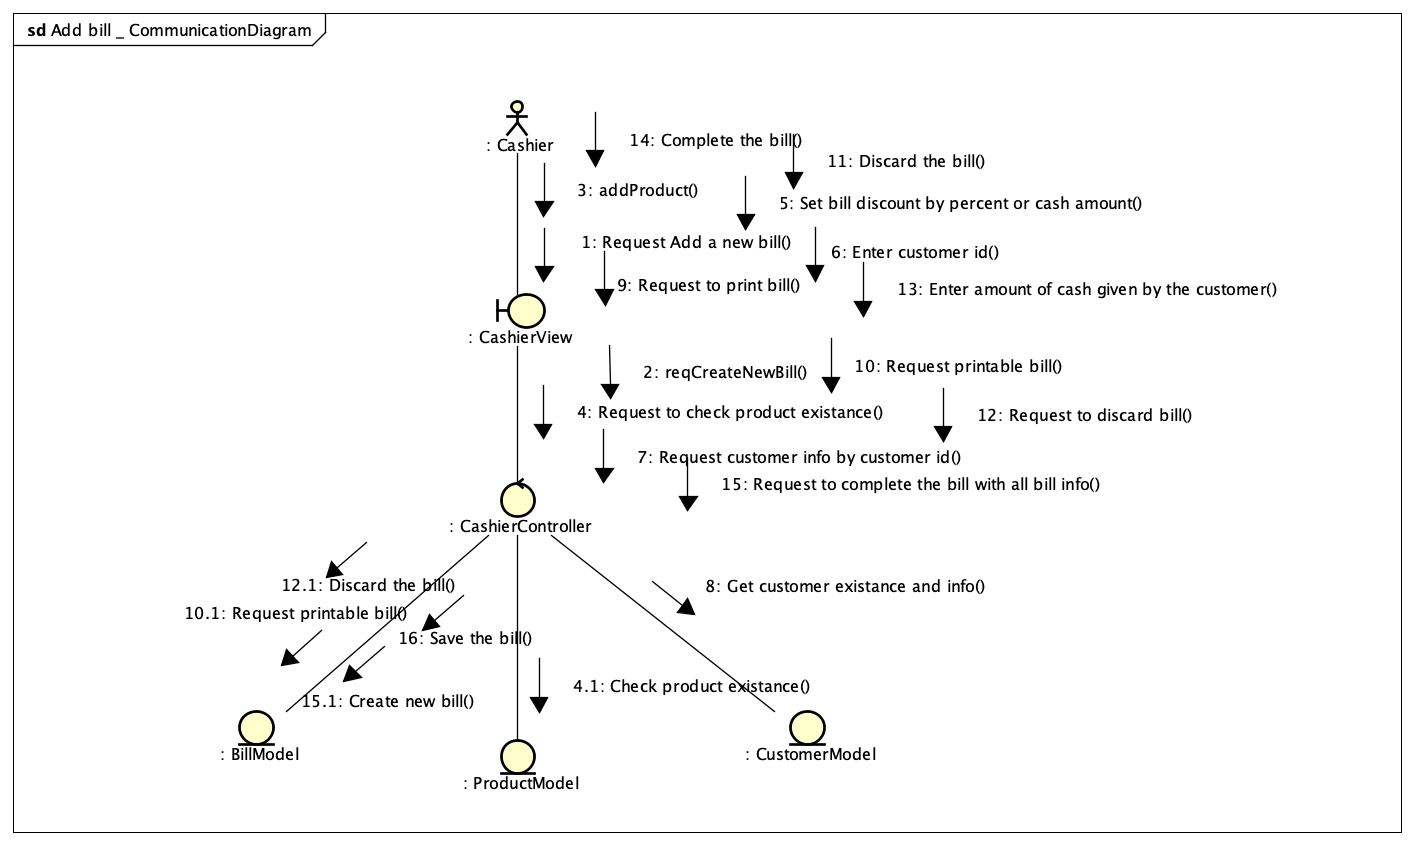 sd Add bill _ CommunicationDiagram
: Cashier
14: Complete the bill()
11: Discard the bill()
3: addProduct()
5: Set bill discount by percent or cash amount()
1: Request Add a new bill()
6: Enter customer id()
9: Request to print bill()
13: Enter amount of cash given by the customer()
: CashierView
2: reqCreateNewBill()
10: Request printable bill()
4: Request to check product existance()
12: Request to discard bill()
7: Request customer info by customer id()
15: Request to complete the bill with all bill info()
: CashierController
12.1: Discard the bill()
8: Get customer existance and info()
10.1: Request printable bill()
16: Save the bill()
4.1: Check product existance()
15.1: Create new bill()
: BillModel
: CustomerModel
: ProductModel